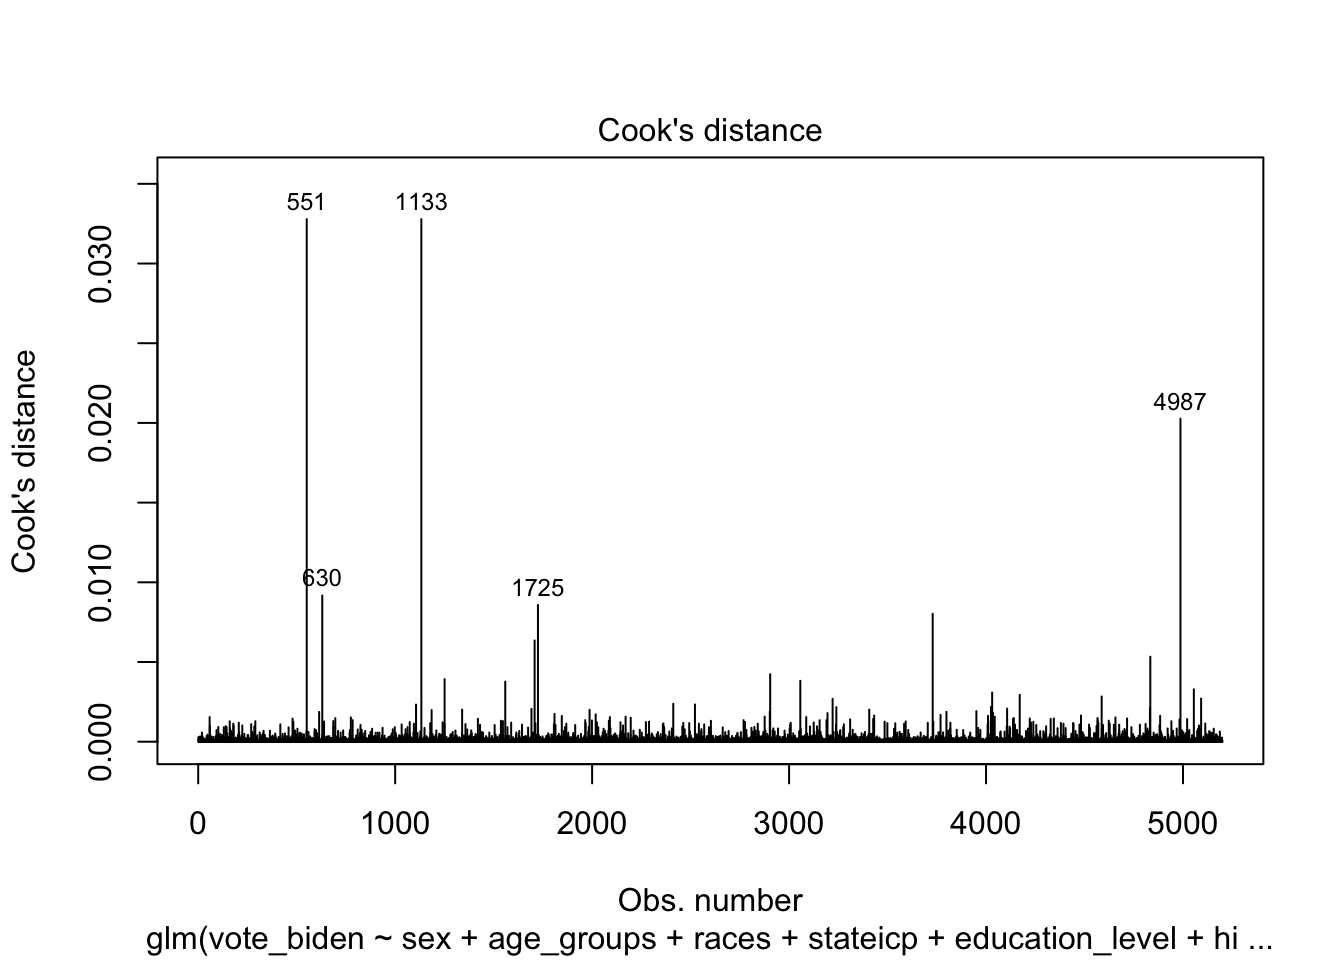 Cook's distance
551
1133
4987
630
1725
0.030
0.020
0.010
0.000
Cook's distance
0 1000 2000 3000 4000 5000
Obs. number
glm(vote_biden ~ sex + age_groups + races + stateicp + education_level + hi ...